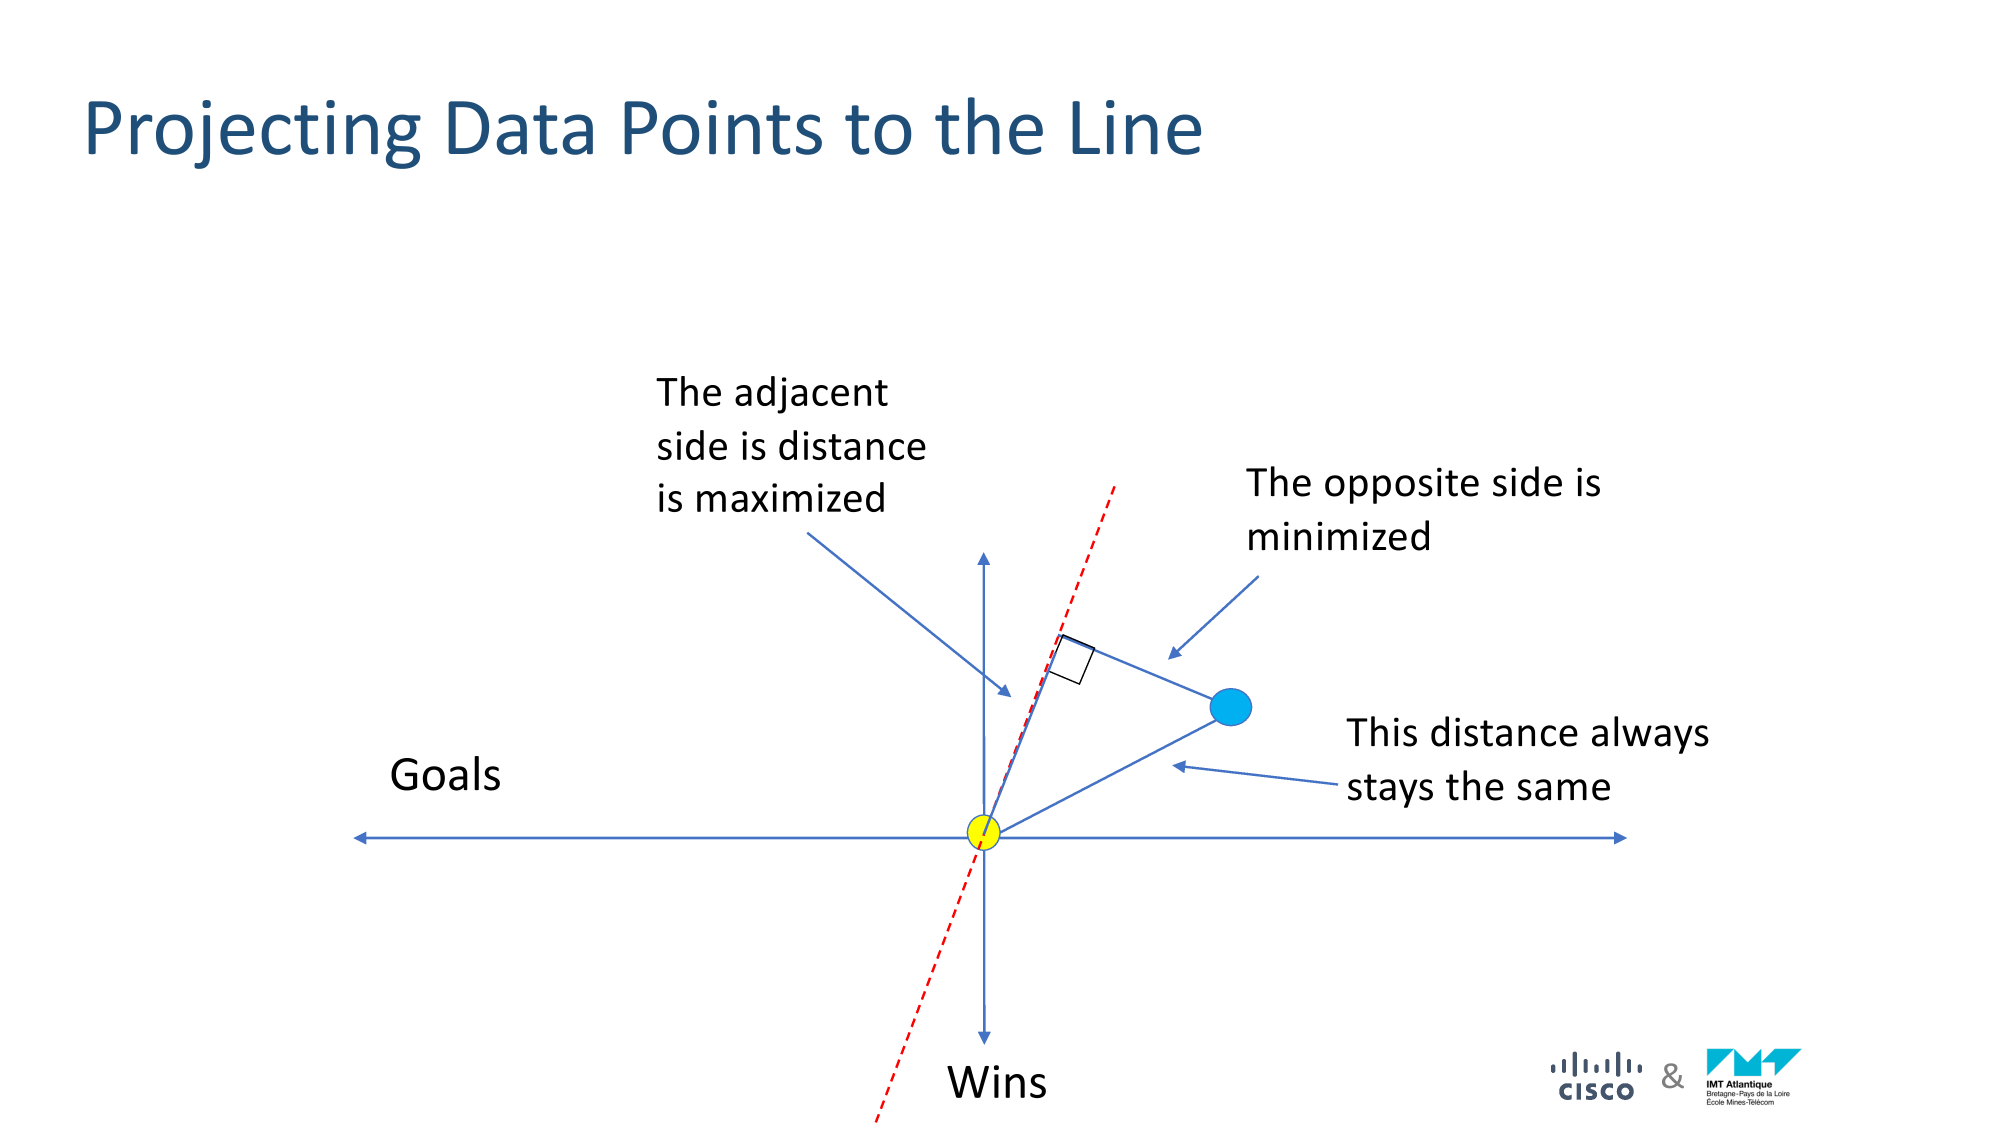 Projecting Data Points to the Line
The adjacent
side is distance
is maximized
The opposite side is
minimized
This distance always
stays the same
Goals
Wins
CISCO
&
IMT Atlantique
Bretagne-Pays de la Loire
École Mines-Télécom